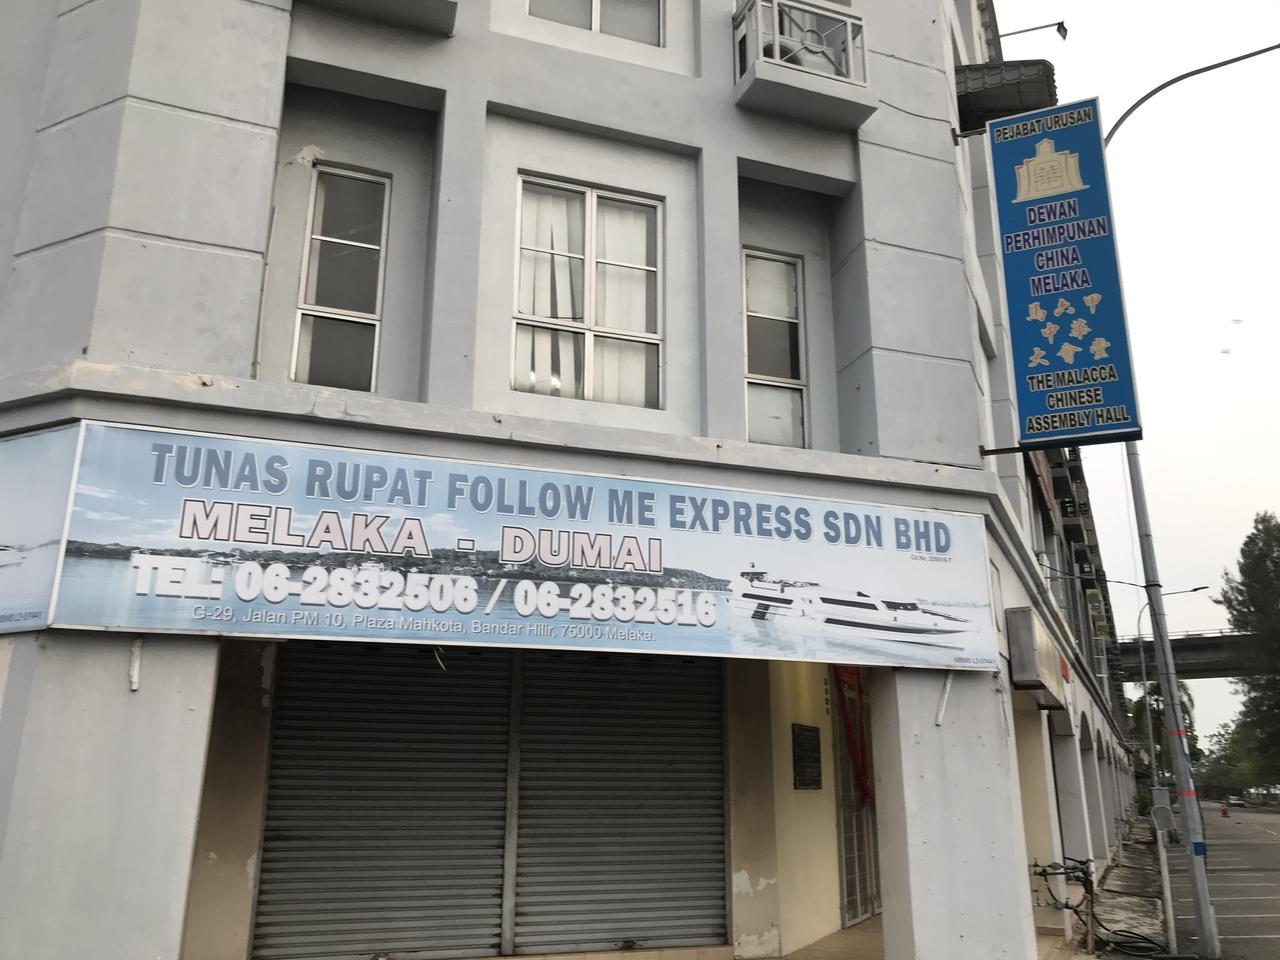 TUNAS RUPAT FOLLOW ME EXPRESS SDN BHD
MELAKA - DUMAI
TEL: 06-2832506 / 06-2832516
G-29, Jalan PM 10, Plaza Mahkota, Bandar Hilir, 75000 Melaka.
PEJABAT URUSAN
DEWAN
PERHIMPUNAN
CHINA
MELAKA
馬六甲
中華
大會堂
THE MALACCA
CHINESE
ASSEMBLY HALL